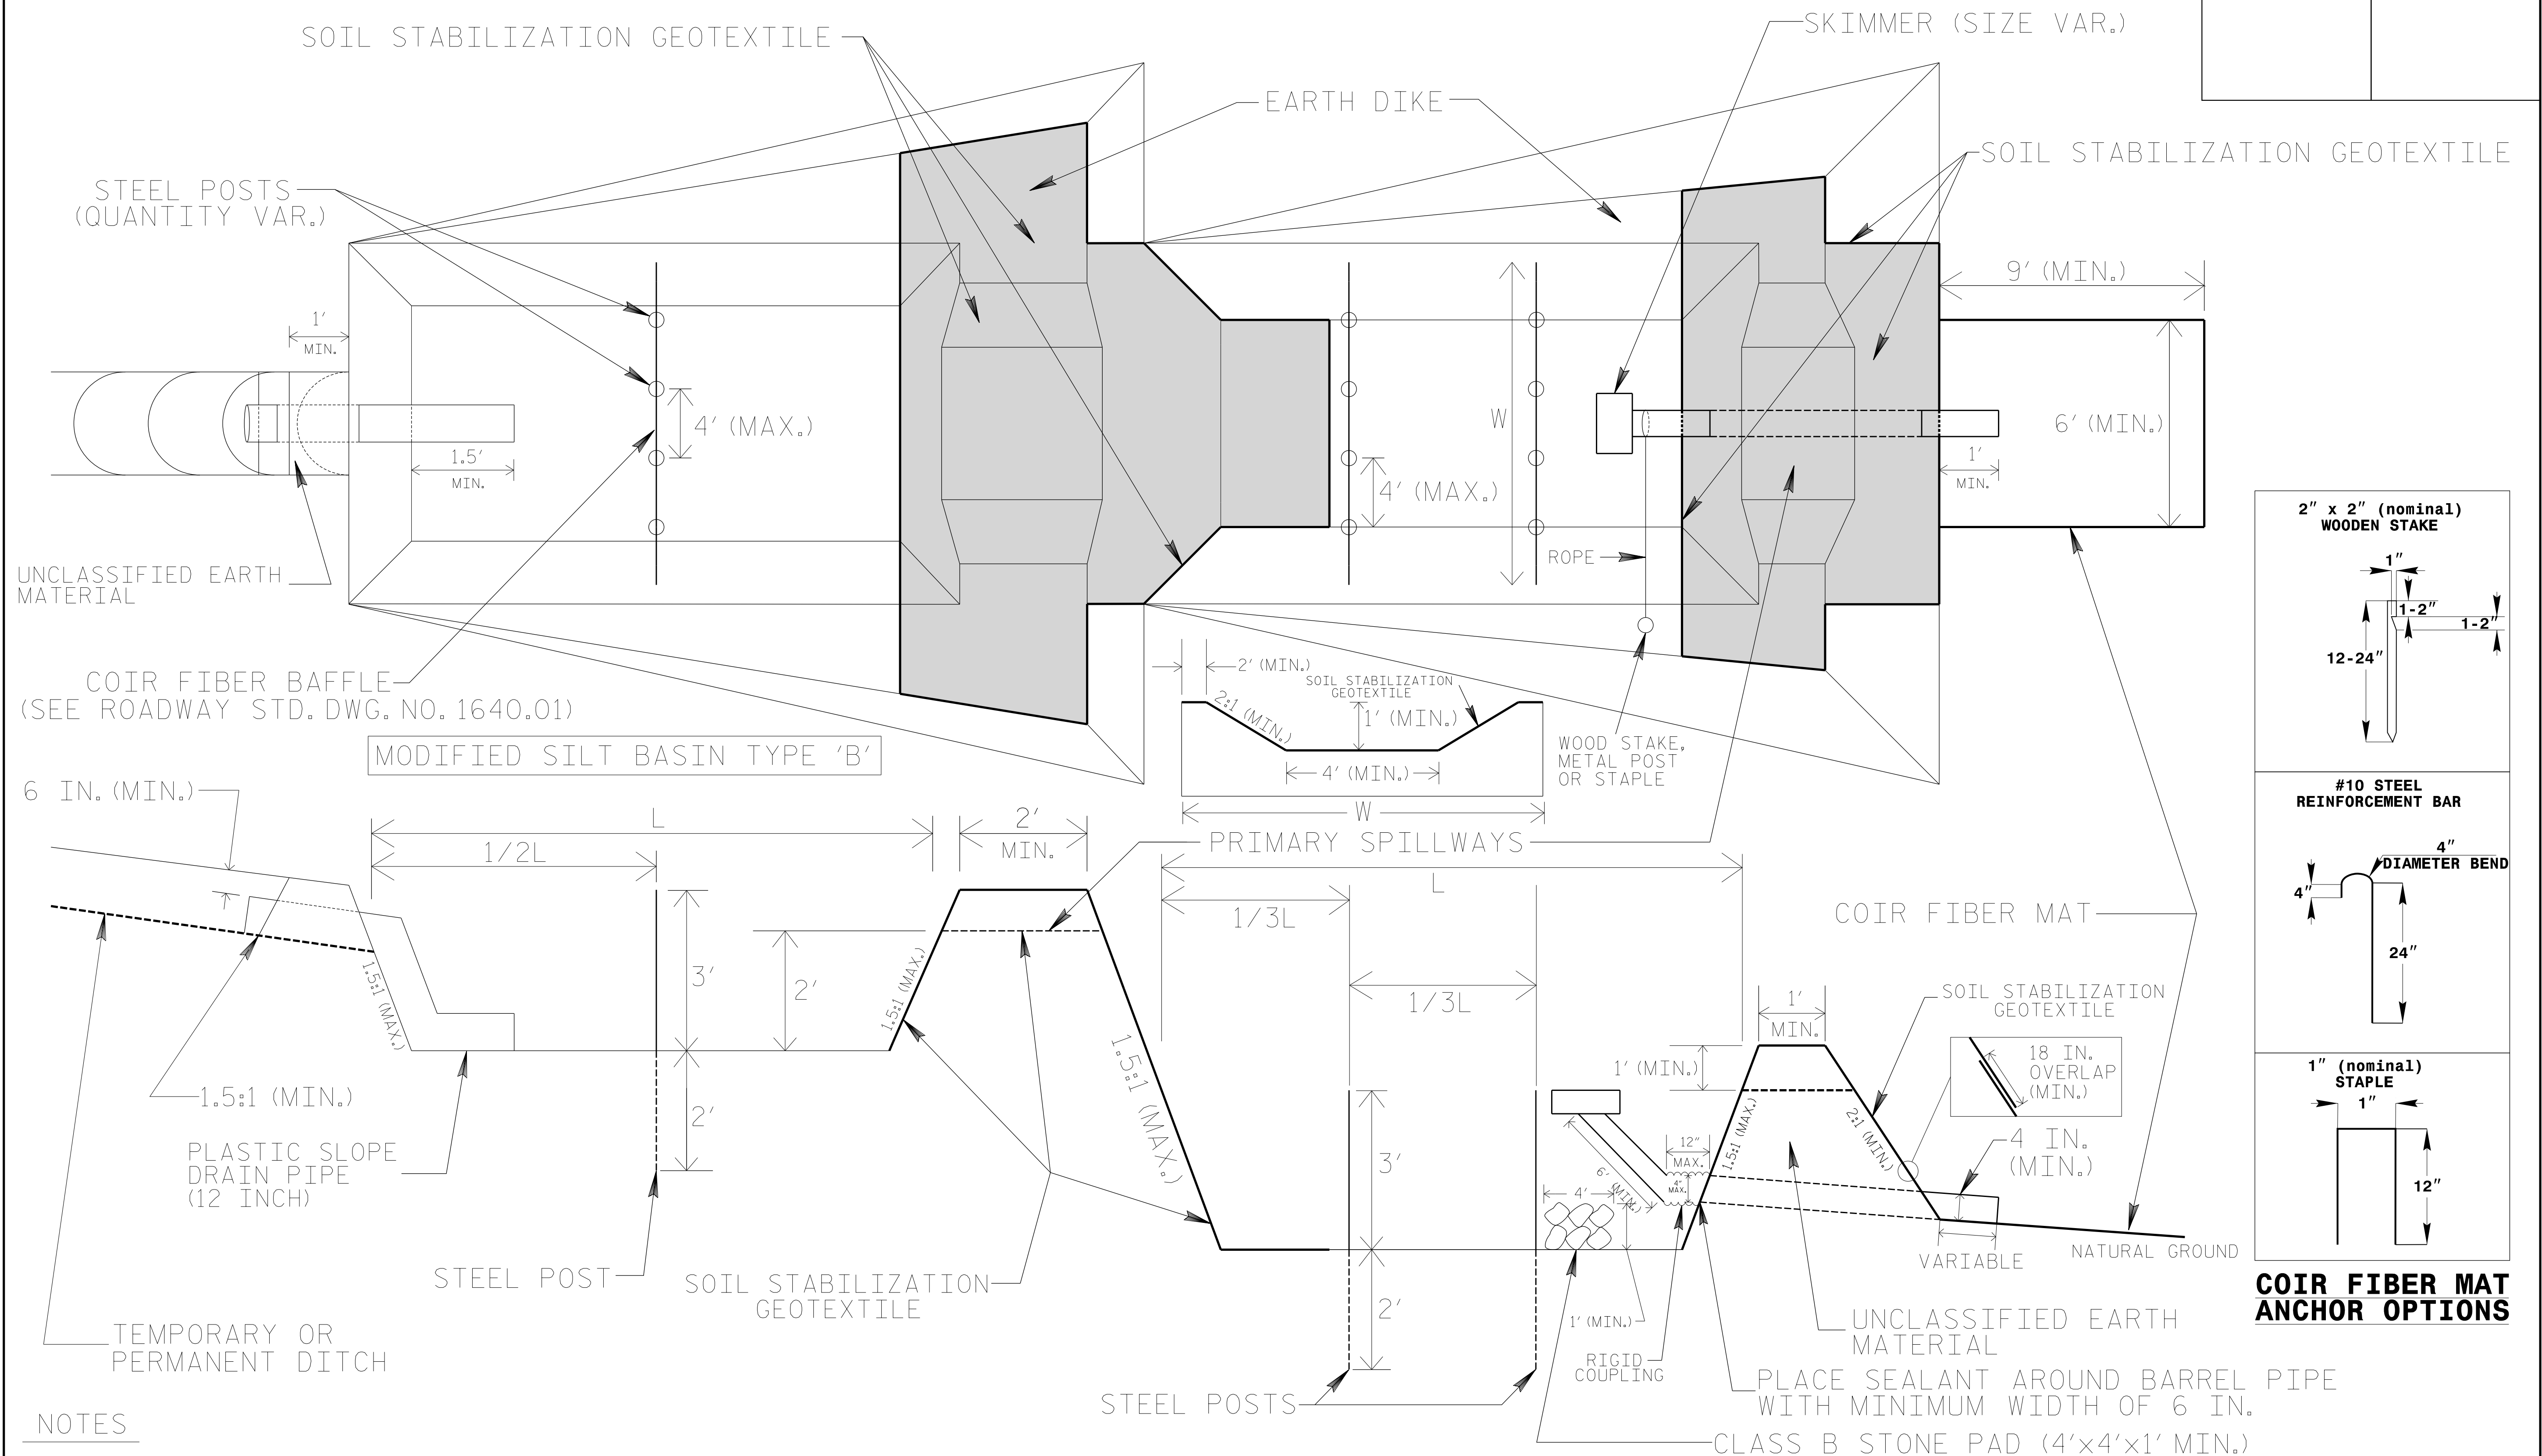 SOIL STABILIZATION GEOTEXTILE
SKIMMER (SIZE VAR.)
EARTH DIKE
SOIL STABILIZATION GEOTEXTILE
STEEL POSTS
(QUANTITY VAR.)
9' (MIN.)
1'
MIN.
1.5'
MIN.
4' (MAX.)
W
4' (MAX.)
6' (MIN.)
1'
MIN.
ROPE
UNCLASSIFIED EARTH
MATERIAL
COIR FIBER BAFFLE
(SEE ROADWAY STD. DWG. NO. 1640.01)
MODIFIED SILT BASIN TYPE 'B'
2' (MIN.)
SOIL STABILIZATION
GEOTEXTILE
2:1 (MIN.)
1' (MIN.)
4' (MIN.)
W
WOOD STAKE,
METAL POST
OR STAPLE
2" x 2" (nominal)
WOODEN STAKE
1"
1-2"
1-2"
12-24"
#10 STEEL
REINFORCEMENT BAR
4"
DIAMETER BEND
4"
24"
1" (nominal)
STAPLE
1"
12"
COIR FIBER MAT
ANCHOR OPTIONS
6 IN. (MIN.)
L
1/2L
2'
MIN.
PRIMARY SPILLWAYS
L
1/3L
1/3L
COIR FIBER MAT
1.5:1 (MAX.)
3'
2'
2'
1.5:1 (MAX.)
1.5:1 (MAX.)
1.5:1 (MIN.)
PLASTIC SLOPE
DRAIN PIPE
(12 INCH)
STEEL POST
SOIL STABILIZATION
GEOTEXTILE
TEMPORARY OR
PERMANENT DITCH
3'
2'
STEEL POSTS
1'
MIN.
1' (MIN.)
SOIL STABILIZATION
GEOTEXTILE
18 IN.
OVERLAP
(MIN.)
12"
MAX.
4"
MAX.
6' (MIN.)
4'
1.5:1 (MAX.)
2:1 (MIN.)
4 IN.
(MIN.)
VARIABLE
NATURAL GROUND
1' (MIN.)
RIGID
COUPLING
UNCLASSIFIED EARTH
MATERIAL
PLACE SEALANT AROUND BARREL PIPE
WITH MINIMUM WIDTH OF 6 IN.
CLASS B STONE PAD (4'x4'x1' MIN.)
NOTES